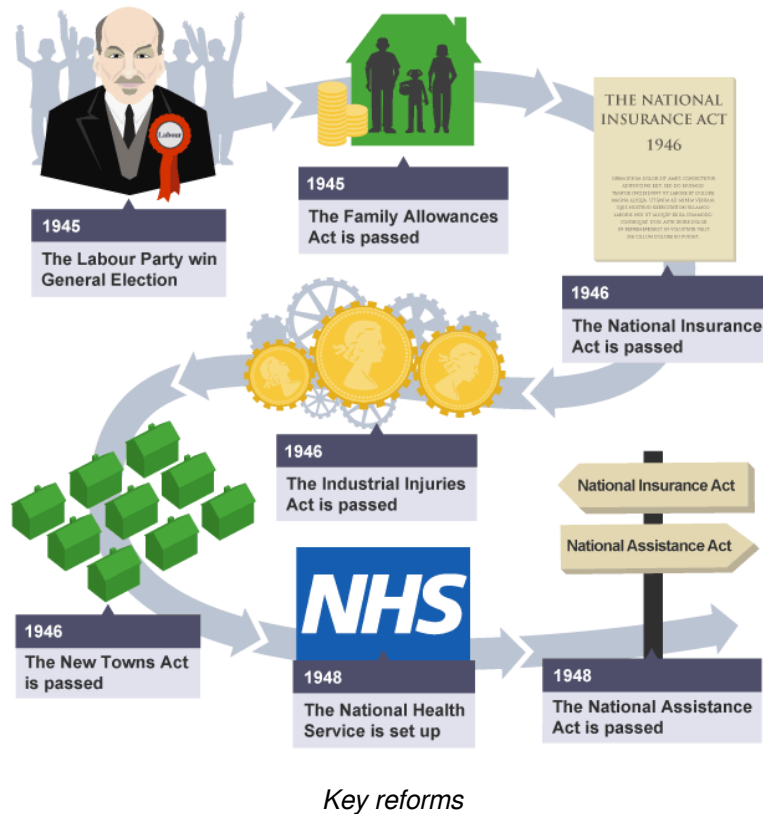 Labour
1945
The Labour Party win
General Election
1945
The Family Allowances
Act is passed
THE NATIONAL
INSURANCE ACT
1946
1946
The National Insurance
Act is passed
1946
The Industrial Injuries
Act is passed
1946
The New Towns Act
is passed
NHS
1948
The National Health
Service is set up
National Insurance Act
National Assistance Act
1948
The National Assistance
Act is passed
Key reforms